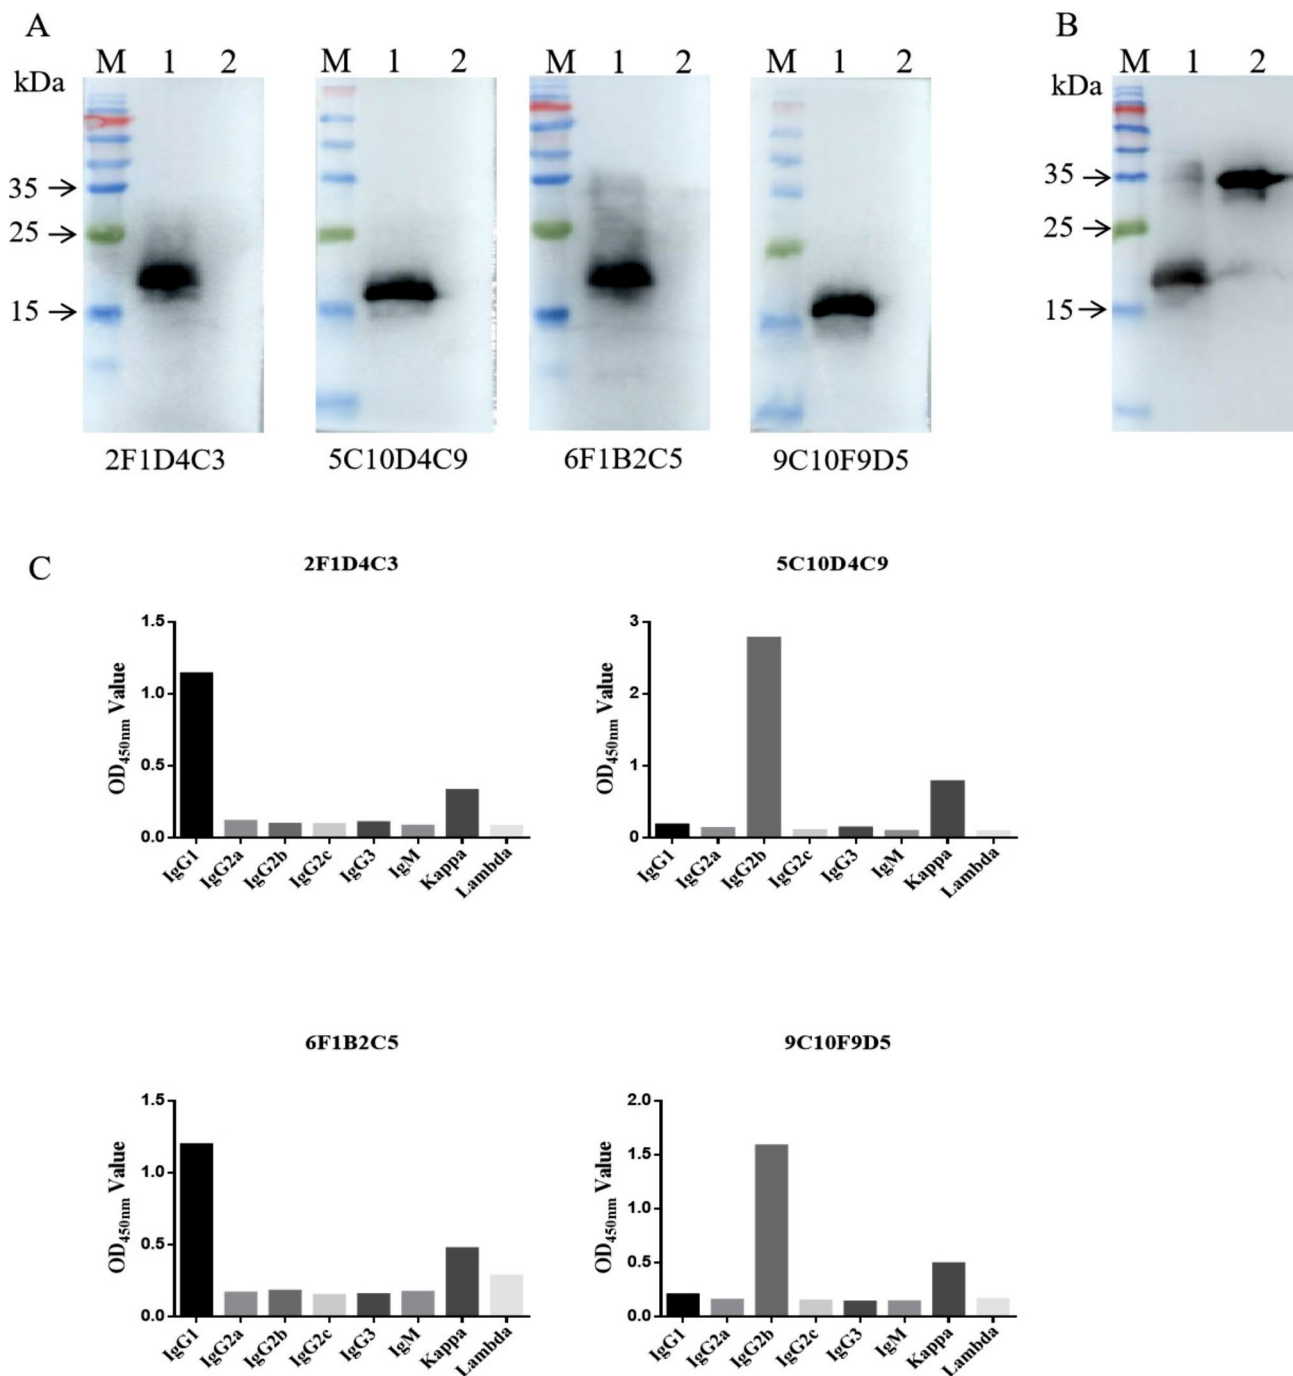 A
B
M 1 2
M 1 2
M 1 2
M 1 2
M 1 2
kDa
kDa
35
25
15
35
25
15
2F1D4C3
5C10D4C9
6F1B2C5
9C10F9D5
C
2F1D4C3
OD450nm Value
1.5
1.0
0.5
0.0
IgG1
IgG2a
IgG2b
IgG2c
IgG3
IgM
Kappa
Lambda
5C10D4C9
OD450nm Value
3
2
1
0
IgG1
IgG2a
IgG2b
IgG2c
IgG3
IgM
Kappa
Lambda
6F1B2C5
OD450nm Value
1.5
1.0
0.5
0.0
IgG1
IgG2a
IgG2b
IgG2c
IgG3
IgM
Kappa
Lambda
9C10F9D5
OD450nm Value
2.0
1.5
1.0
0.5
0.0
IgG1
IgG2a
IgG2b
IgG2c
IgG3
IgM
Kappa
Lambda